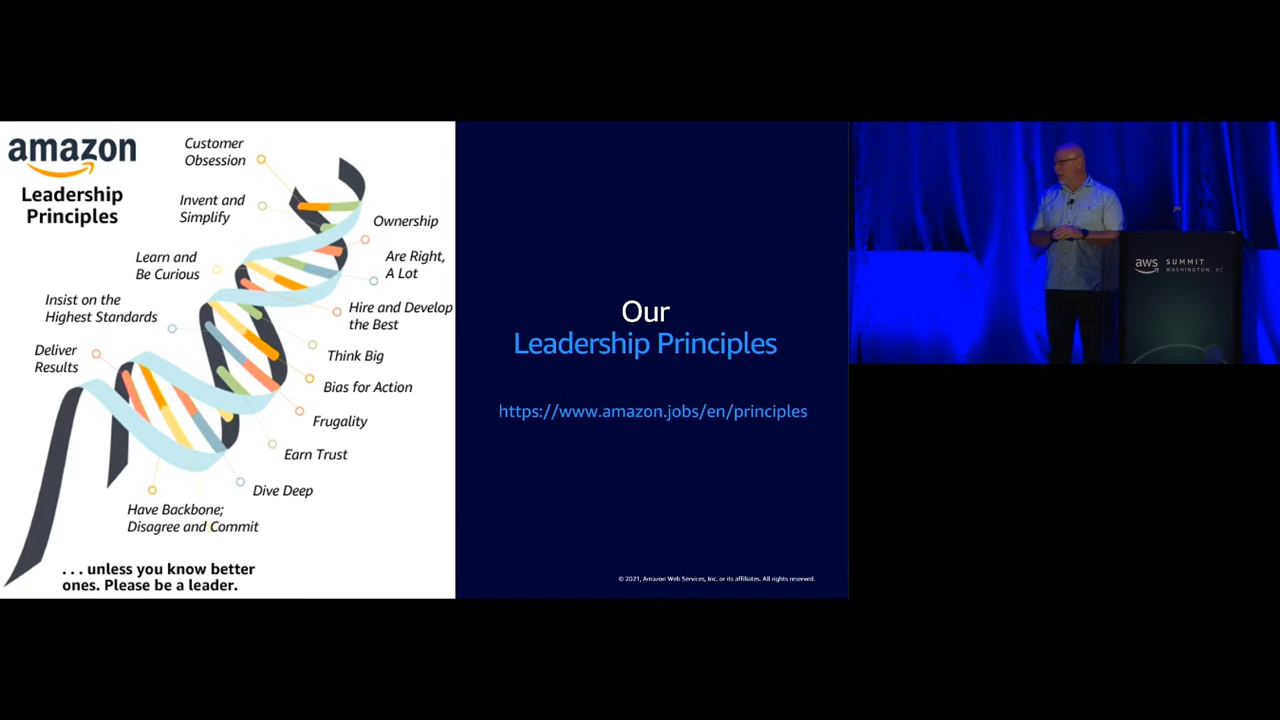 amazon
Leadership
Principles
Customer
Obsession
Invent and
Simplify
Ownership
Learn and
Be Curious
Are Right,
A Lot
Insist on the
Highest Standards
Hire and Develop
the Best
Deliver
Results
Think Big
Bias for Action
Frugality
Earn Trust
Dive Deep
Have Backbone;
Disagree and Commit
. . . unless you know better
ones. Please be a leader.
Our
Leadership Principles
https://www.amazon.jobs/en/principles
© 2021, Amazon Web Services, Inc. or its affiliates. All rights reserved.
aws
SUMMIT
WASHINGTON, DC